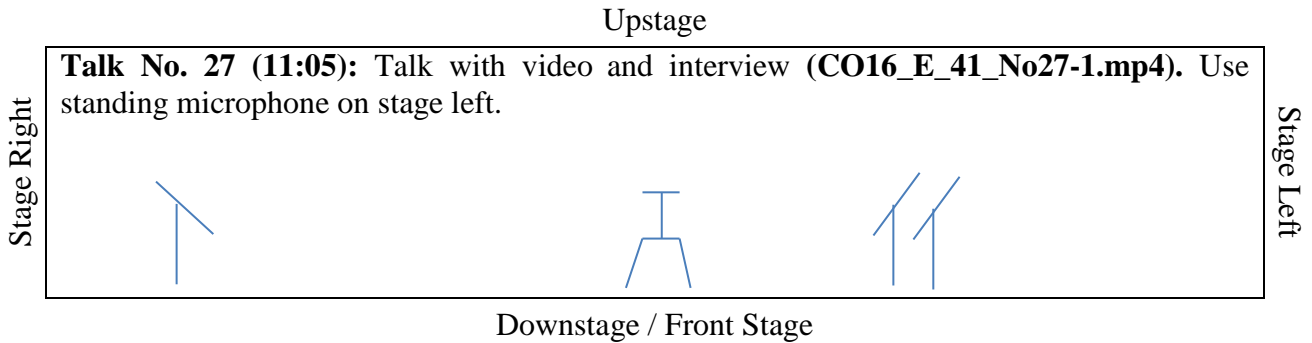 Upstage
Talk No. 27 (11:05): Talk with video and interview (CO16_E_41_No27-1.mp4). Use
standing microphone on stage left.
Stage Right
Stage Left
Downstage / Front Stage